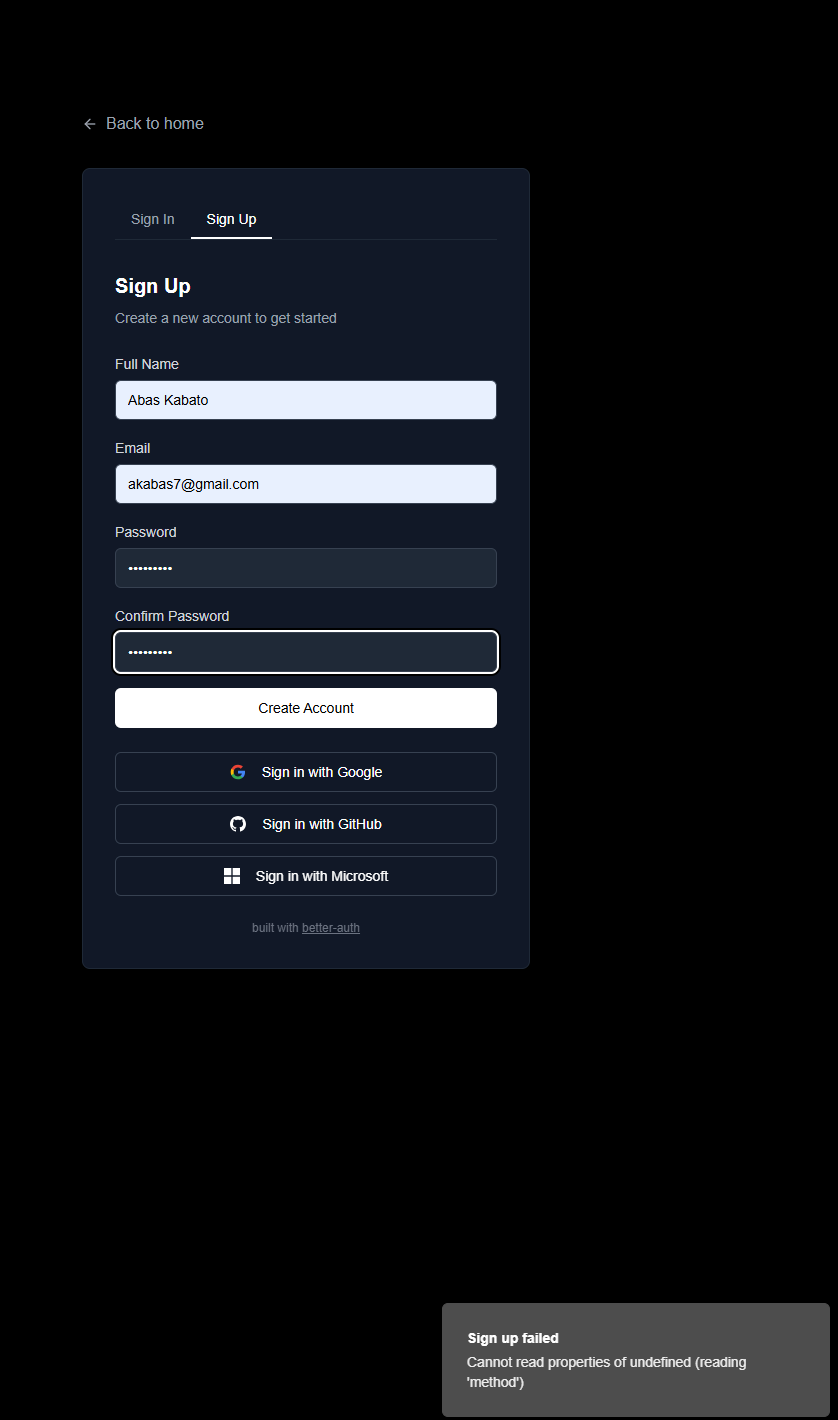 Back to home
Sign In
Sign Up
Sign Up
Create a new account to get started
Full Name
Abas Kabato
Email
akabas7@gmail.com
Password
•••••••••
Confirm Password
•••••••••
Create Account
Sign in with Google
Sign in with GitHub
Sign in with Microsoft
built with better-auth
Sign up failed
Cannot read properties of undefined (reading
'method')